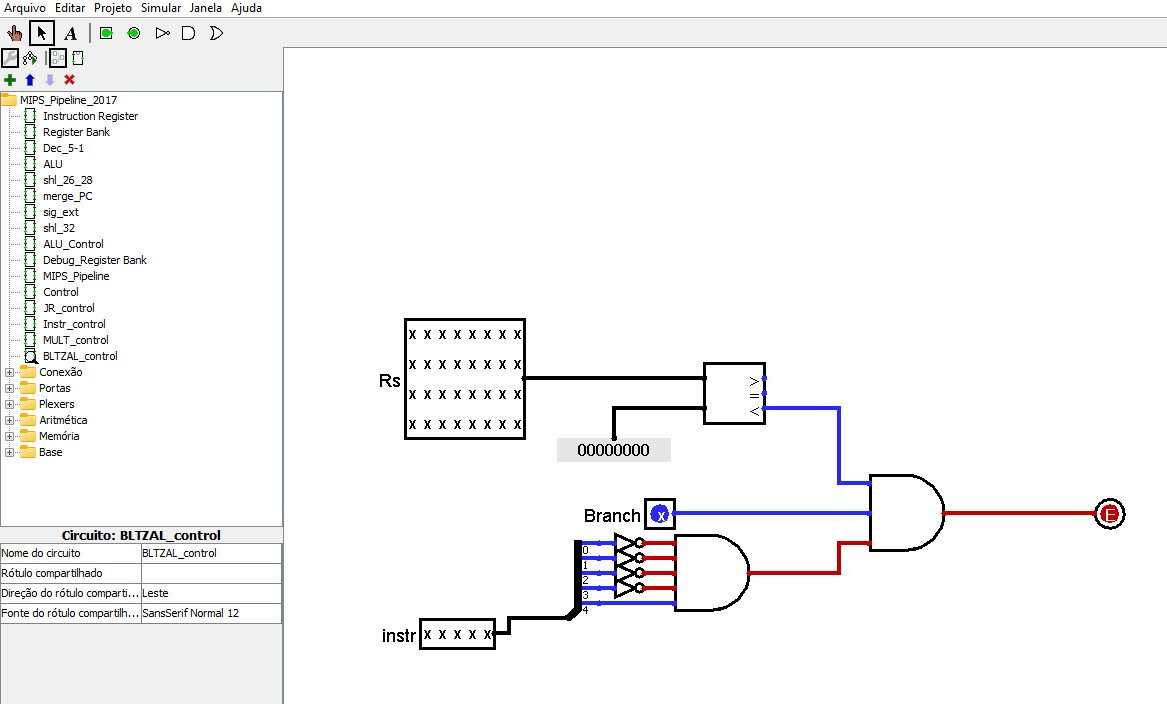 Arquivo Editar Projeto Simular Janela Ajuda
A
MIPS_Pipeline_2017
Instruction Register
Register Bank
Dec_5-1
ALU
shl_26_28
merge_PC
sig_ext
shl_32
ALU_Control
Debug_Register Bank
MIPS_Pipeline
Control
JR_control
Instr_control
MULT_control
BLTZAL_control
Conexão
Portas
Plexers
Aritmética
Memória
Base
Circuito: BLTZAL_control
Nome do circuito BLTZAL_control
Rótulo compartilhado
Direção do rótulo comparti... Leste
Fonte do rótulo compartilh... SansSerif Normal 12
x x x x x x x x
x x x x x x x x
Rs
x x x x x x x x
x x x x x x x x
>
=
<
00000000
Branch x
E
0
1
2
3
4
instr x x x x x